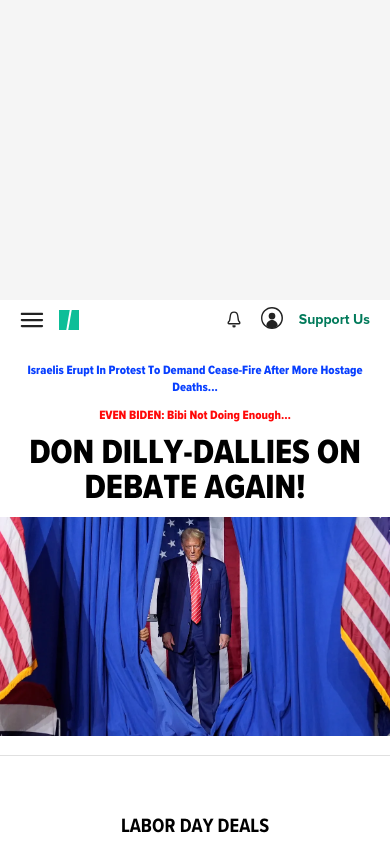 Support Us
Israelis Erupt In Protest To Demand Cease-Fire After More Hostage
Deaths...
EVEN BIDEN: Bibi Not Doing Enough...
DON DILLY-DALLIES ON
DEBATE AGAIN!
LABOR DAY DEALS